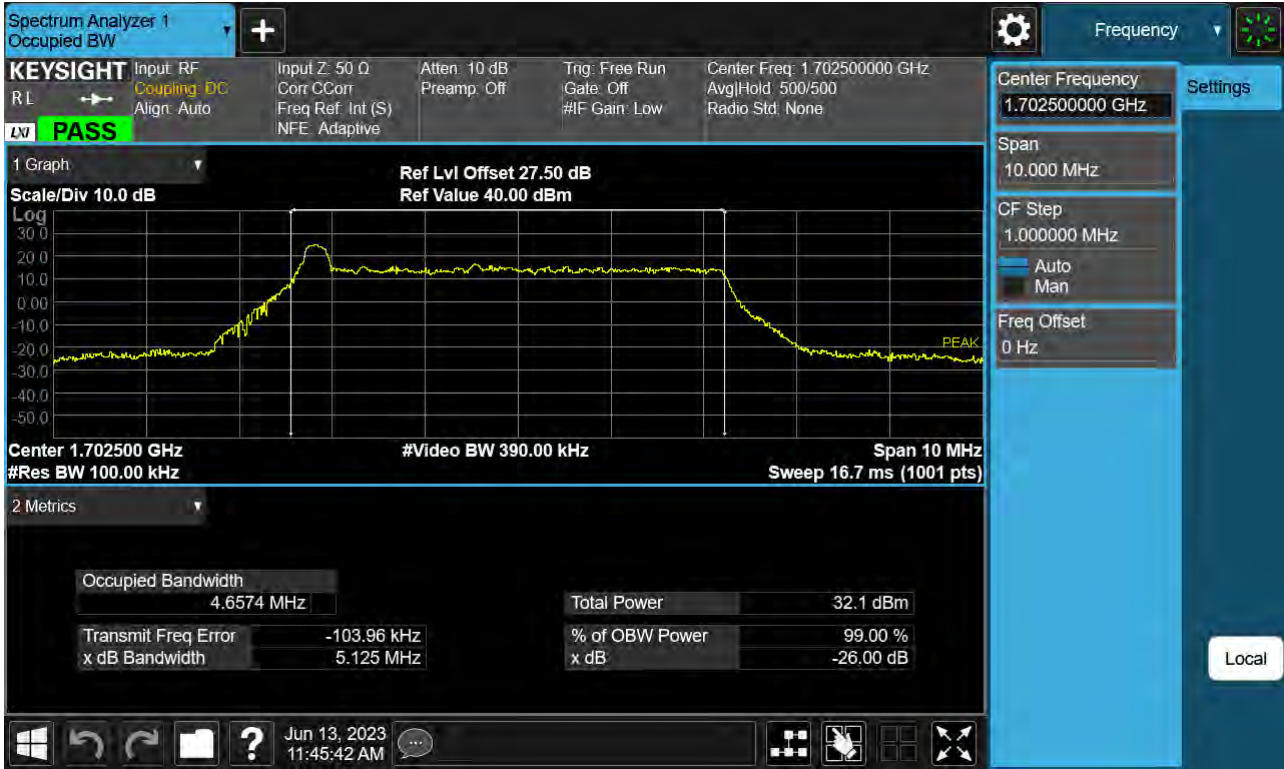 Spectrum Analyzer 1
Occupied BW
+
Frequency
KEYSIGHT
R L
LXI
PASS
Input: RF
Coupling: DC
Align: Auto
Input Z: 50 Ω
Corr CCorr
Freq Ref: Int (S)
NFE: Adaptive
Atten: 10 dB
Preamp: Off
Trig: Free Run
Gate: Off
#IF Gain: Low
Center Freq: 1.702500000 GHz
Avg|Hold: 500/500
Radio Std: None
Center Frequency
1.702500000 GHz
Settings
Span
10.000 MHz
CF Step
1.000000 MHz
Auto
Man
Freq Offset
0 Hz
Local
1 Graph
Scale/Div 10.0 dB
Ref Lvl Offset 27.50 dB
Ref Value 40.00 dBm
Log
30.0
20.0
10.0
0.00
-10.0
-20.0
-30.0
-40.0
-50.0
PEAK
Center 1.702500 GHz
#Video BW 390.00 kHz
Span 10 MHz
#Res BW 100.00 kHz
Sweep 16.7 ms (1001 pts)
2 Metrics
Occupied Bandwidth
4.6574 MHz
Total Power 32.1 dBm
Transmit Freq Error -103.96 kHz
% of OBW Power 99.00 %
x dB Bandwidth 5.125 MHz
x dB -26.00 dB
?
Jun 13, 2023
11:45:42 AM